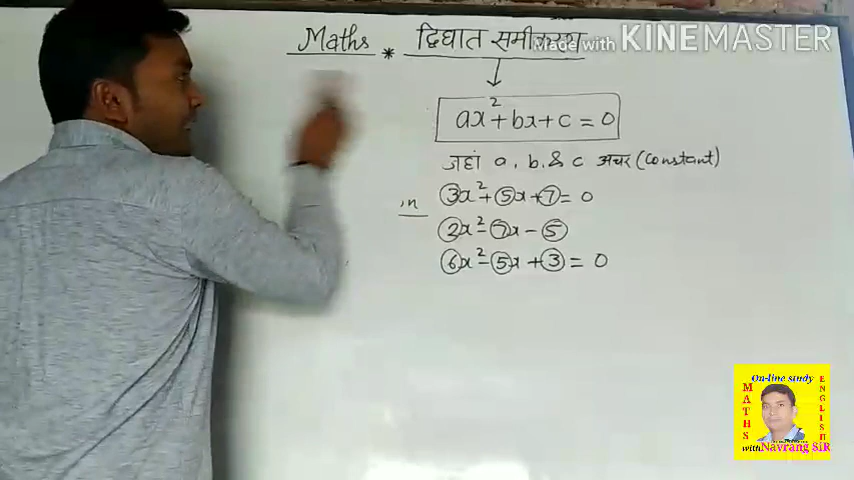 Maths * द्विघात समीकरण
Made with KINEMASTER
ax²+bx+c=0
जहां a, b, & c अचर (constant)
in 3x²+5x+7=0
2x²-7x-5
6x²-5x+3=0
On-line study
MATHS
ENGLISH
with Navrang SiR